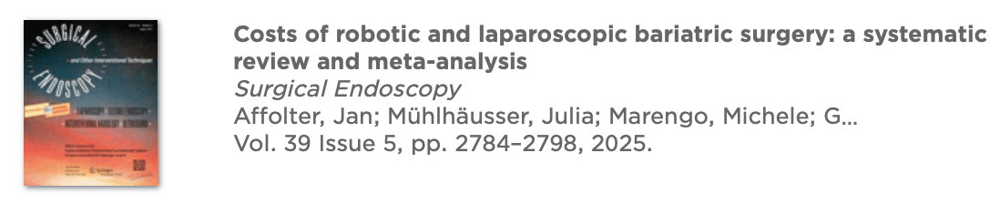 SURGICAL
and Other Interventional Techniques
ENDOSCOPY
Springer
Costs of robotic and laparoscopic bariatric surgery: a systematic
review and meta-analysis
Surgical Endoscopy
Affolter, Jan; Mühlhäusser, Julia; Marengo, Michele; G...
Vol. 39 Issue 5, pp. 2784–2798, 2025.